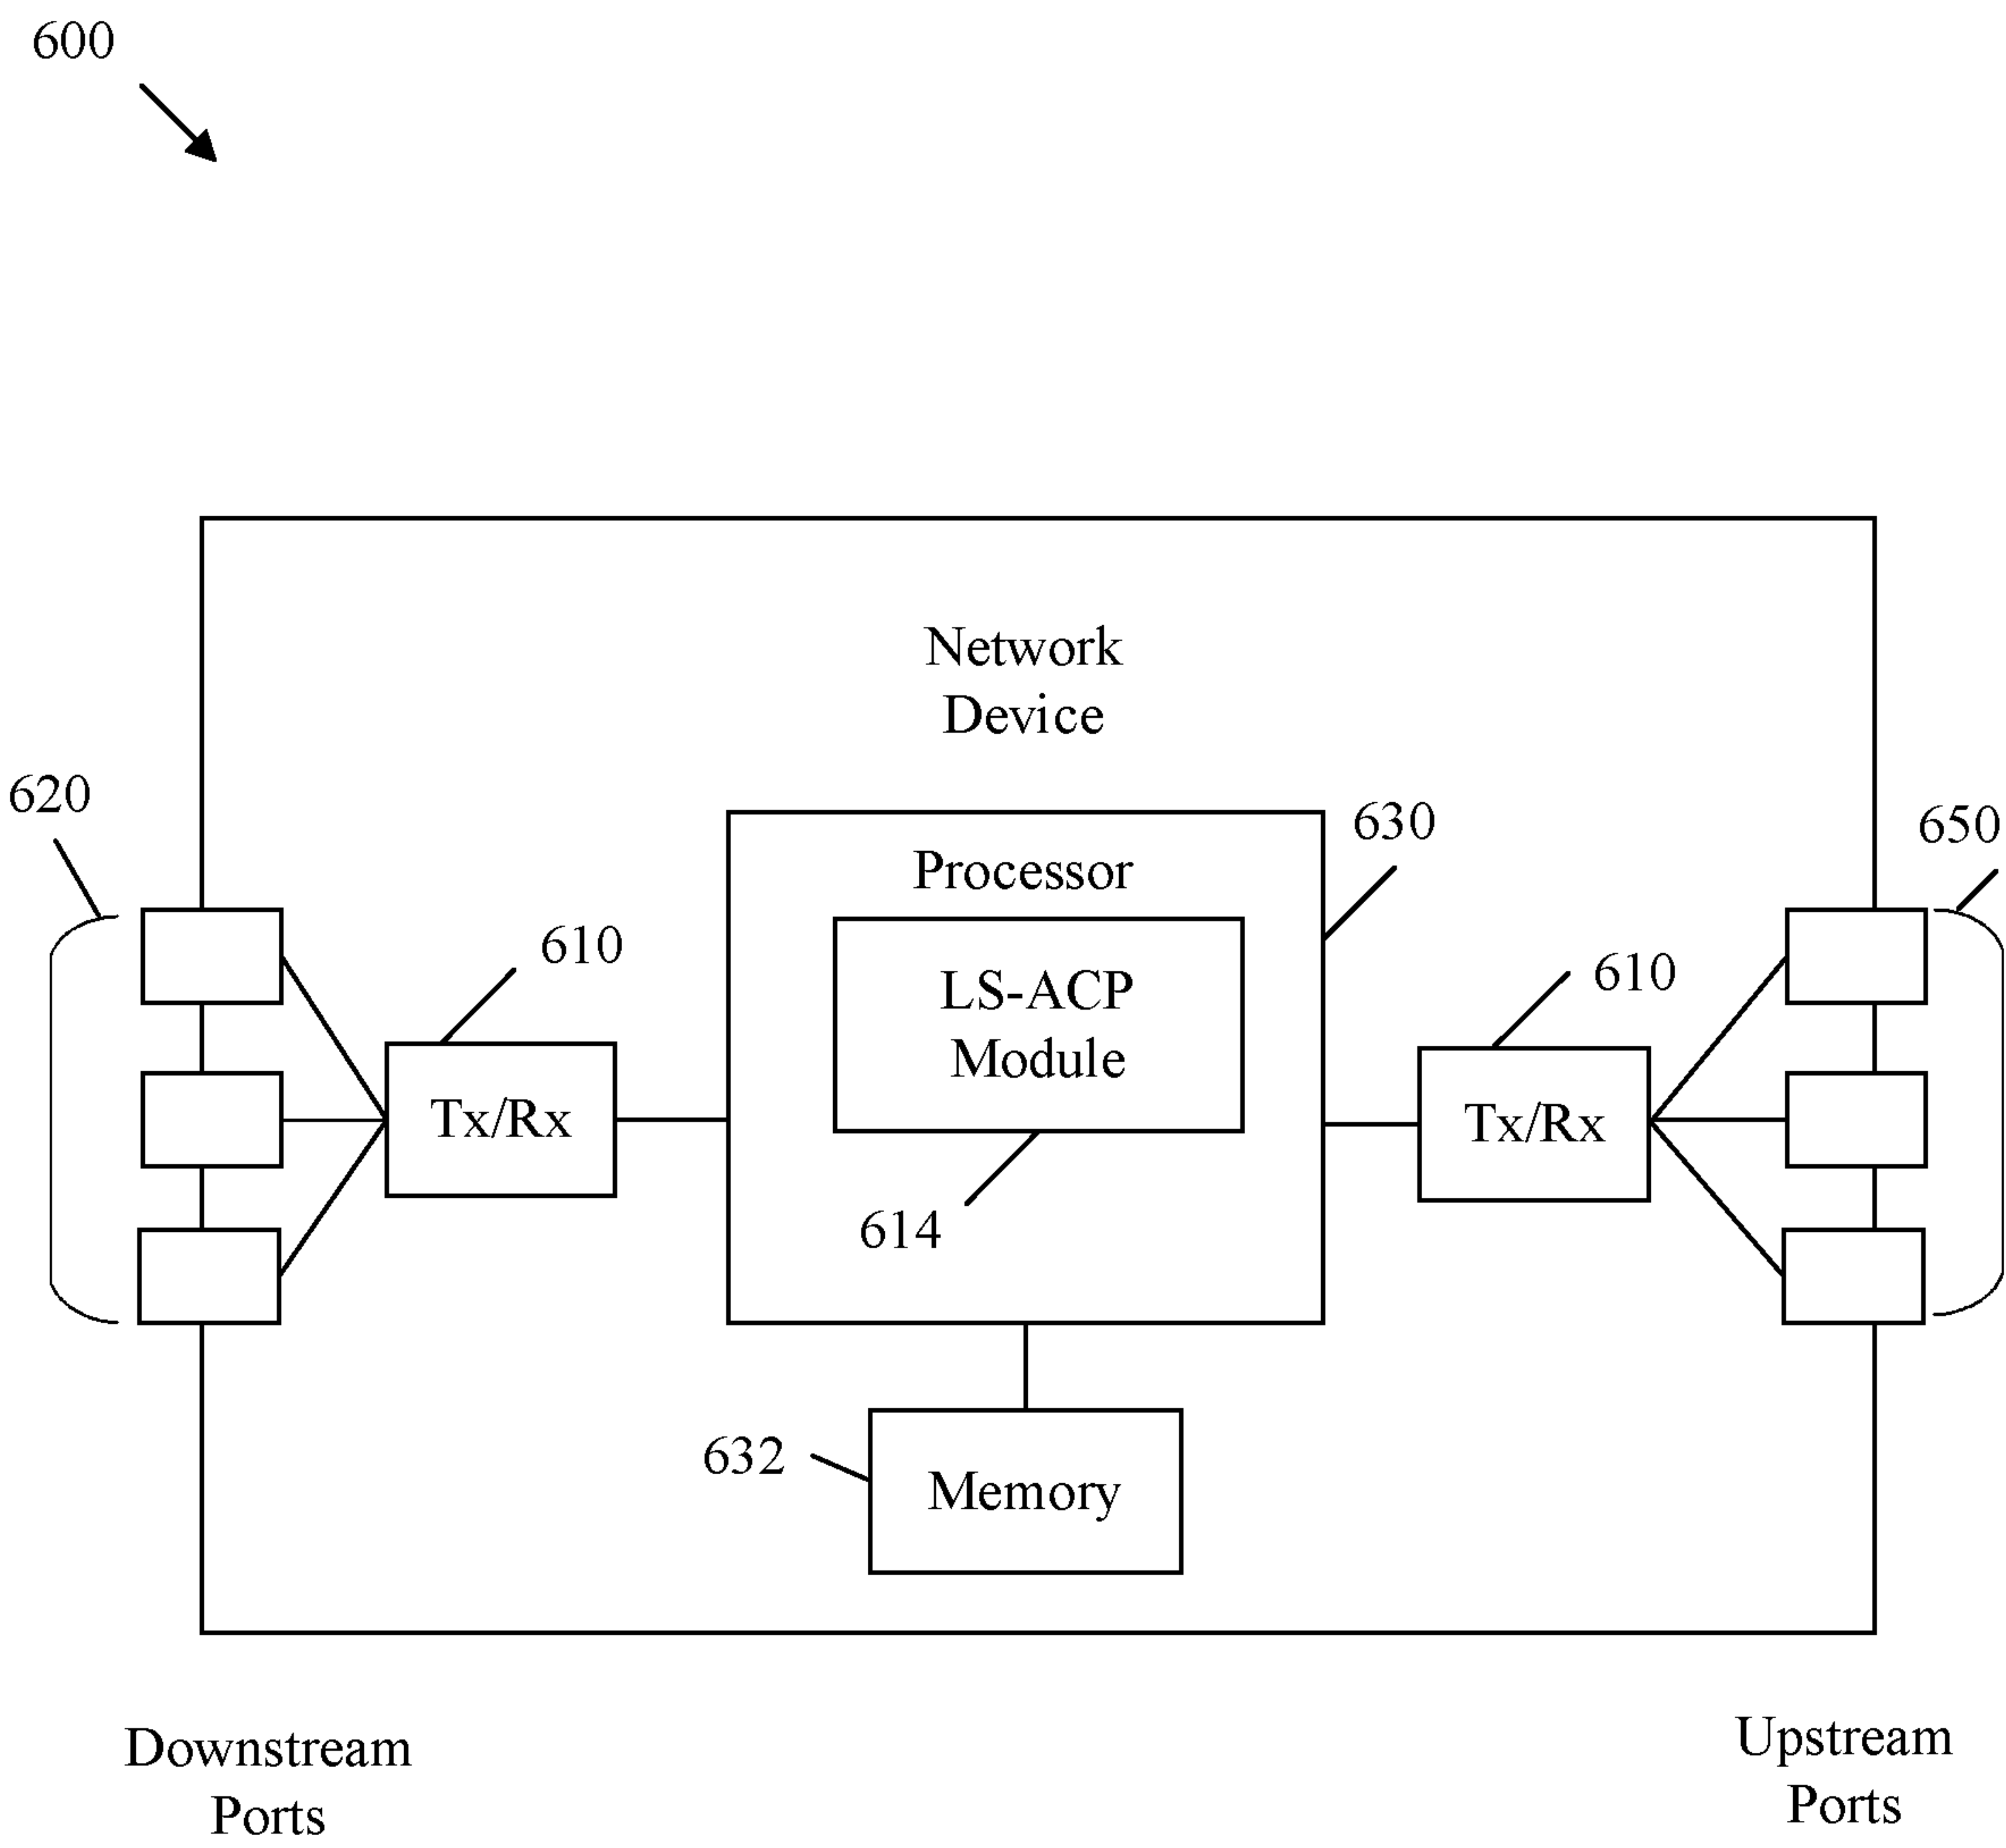 600
Network
Device
620
630
650
Processor
610
610
LS-ACP
Module
Tx/Rx
Tx/Rx
614
632
Memory
Downstream
Ports
Upstream
Ports